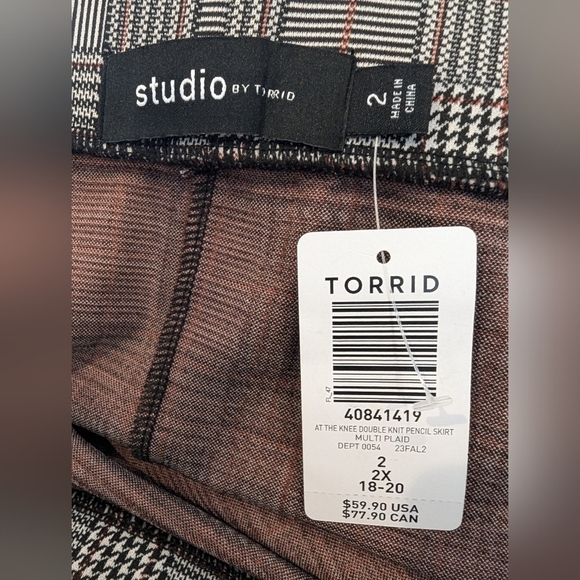 studio BY TORRID
2
MADE IN
CHINA
TORRID
FL_47
40841419
AT THE KNEE DOUBLE KNIT PENCIL SKIRT
MULTI PLAID
DEPT 0054 23FAL2
2
2X
18-20
$59.90 USA
$77.90 CAN